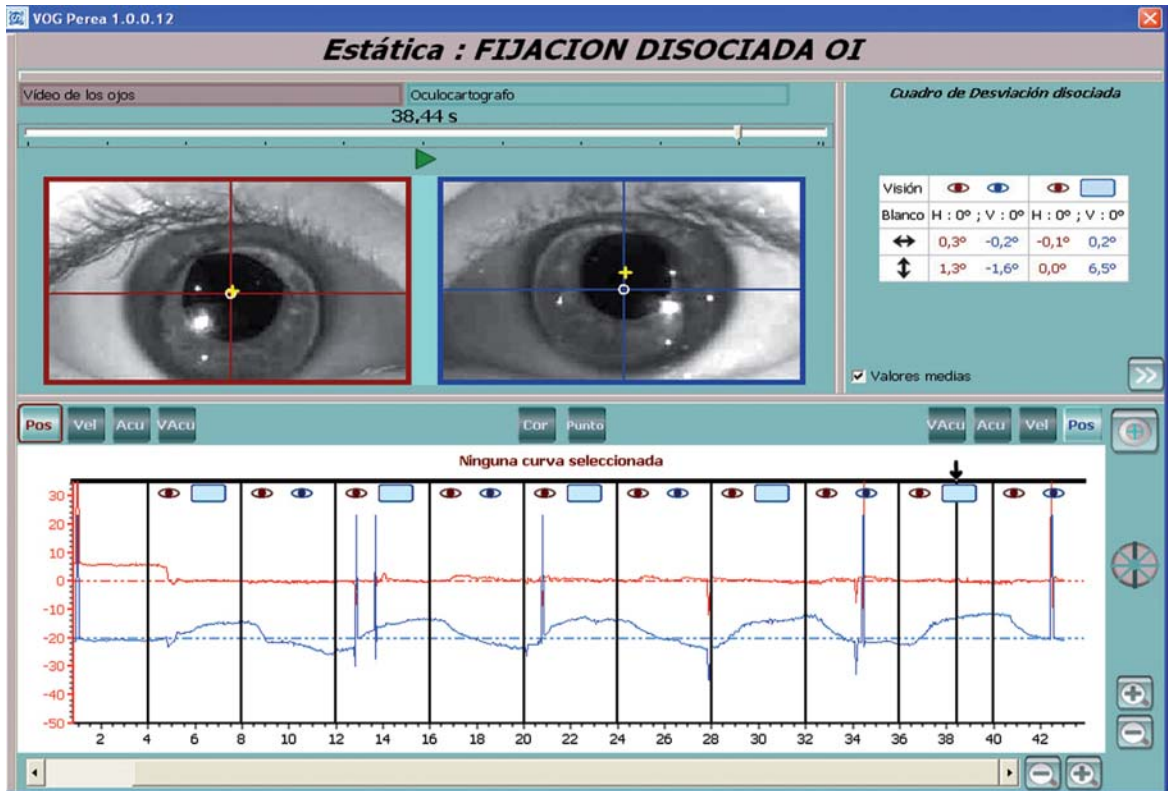 VOG Perea 1.0.0.12
Estática : FIJACION DISOCIADA OI
Vídeo de los ojos
Oculocartografo
38,44 s
Cuadro de Desviación disociada
Visión
Blanco H : 0º ; V : 0º H : 0º ; V : 0º
0,3º -0,2º -0,1º 0,2º
1,3º -1,6º 0,0º 6,5º
Valores medias
Pos Vel Acu VAcu Cor Punto VAcu Acu Vel Pos
Ninguna curva seleccionada
30
20
10
0
-10
-20
-30
-40
-50
2 4 6 8 10 12 14 16 18 20 22 24 26 28 30 32 34 36 38 40 42